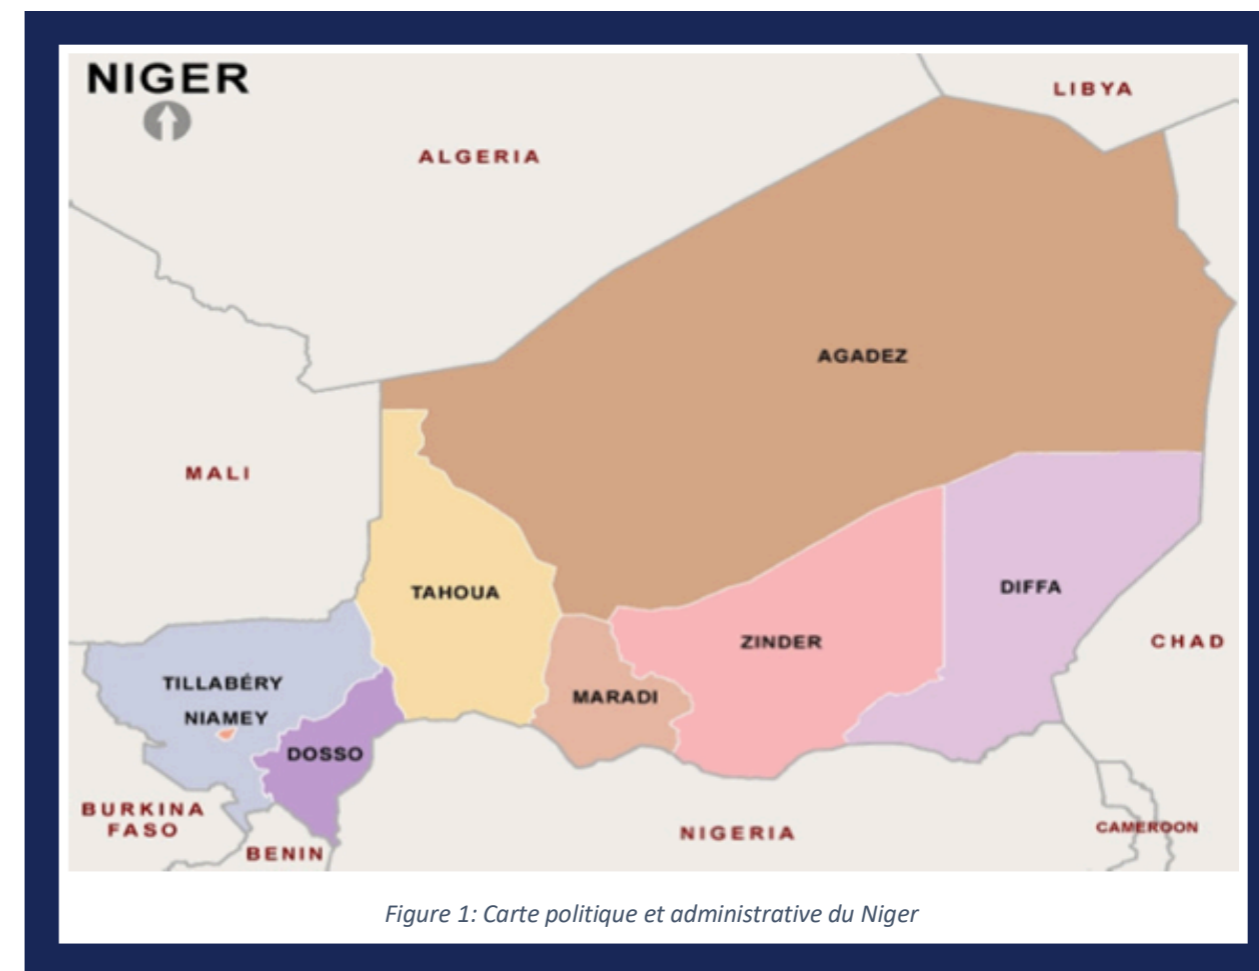 NIGER
LIBYA
ALGERIA
AGADEZ
MALI
TAHOUA
DIFFA
ZINDER
CHAD
TILLABÉRY
MARADI
NIAMEY
DOSSO
BURKINA
FASO
NIGERIA
CAMEROON
BENIN
Figure 1: Carte politique et administrative du Niger